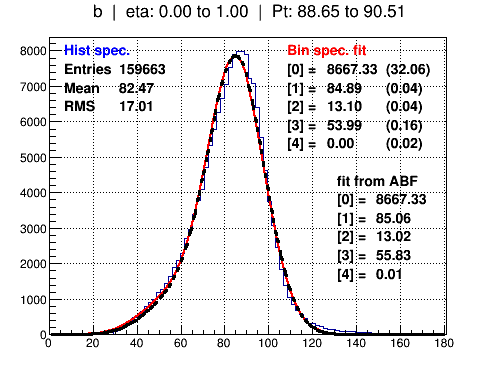 b | eta: 0.00 to 1.00 | Pt: 88.65 to 90.51
Hist spec.
Entries 159663
Mean 82.47
RMS 17.01
Bin spec. fit
[0] = 8667.33 (32.06)
[1] = 84.89 (0.04)
[2] = 13.10 (0.04)
[3] = 53.99 (0.16)
[4] = 0.00 (0.02)
fit from ABF
[0] = 8667.33
[1] = 85.06
[2] = 13.02
[3] = 55.83
[4] = 0.01
8000
7000
6000
5000
4000
3000
2000
1000
0
0 20 40 60 80 100 120 140 160 180